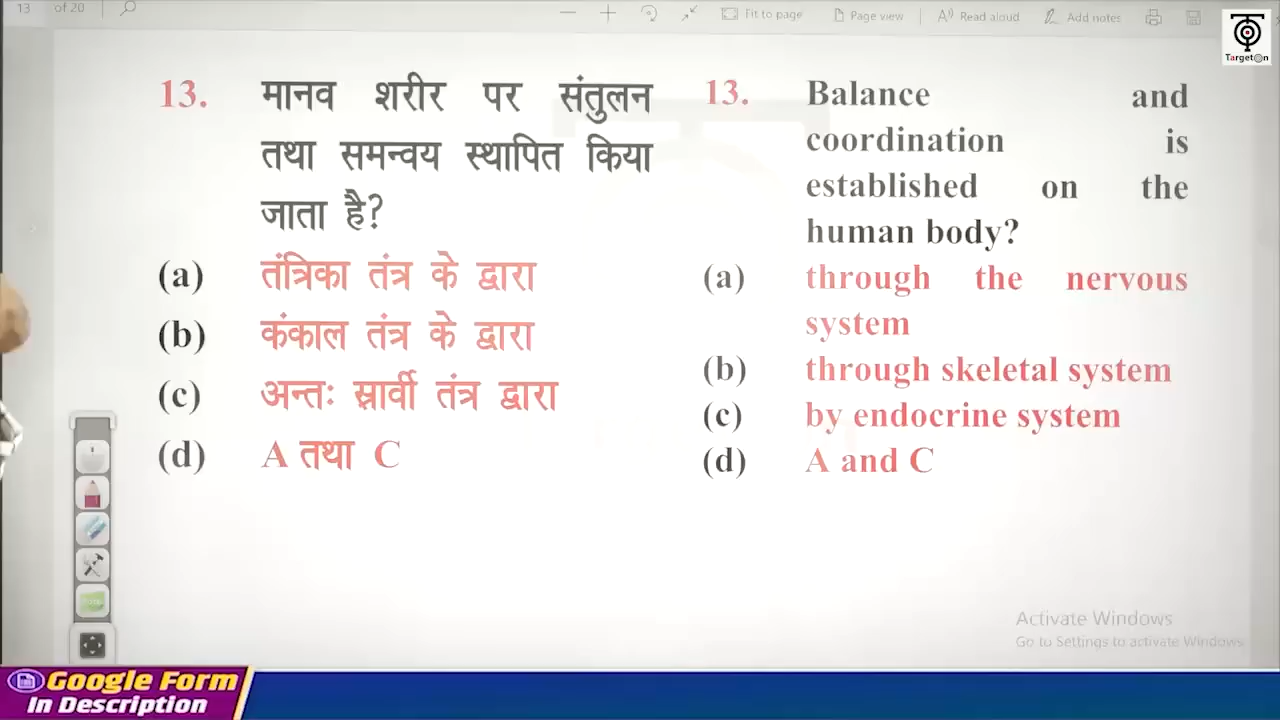 13 of 20
Fit to page
Page view
Read aloud
Add notes
TargetOn
13. मानव शरीर पर संतुलन
तथा समन्वय स्थापित किया
जाता है?
(a) तंत्रिका तंत्र के द्वारा
(b) कंकाल तंत्र के द्वारा
(c) अन्तः स्रार्वी तंत्र द्वारा
(d) A तथा C
13. Balance and
coordination is
established on the
human body?
(a) through the nervous
system
(b) through skeletal system
(c) by endocrine system
(d) A and C
Activate Windows
Go to Settings to activate Windows.
Google Form
In Description